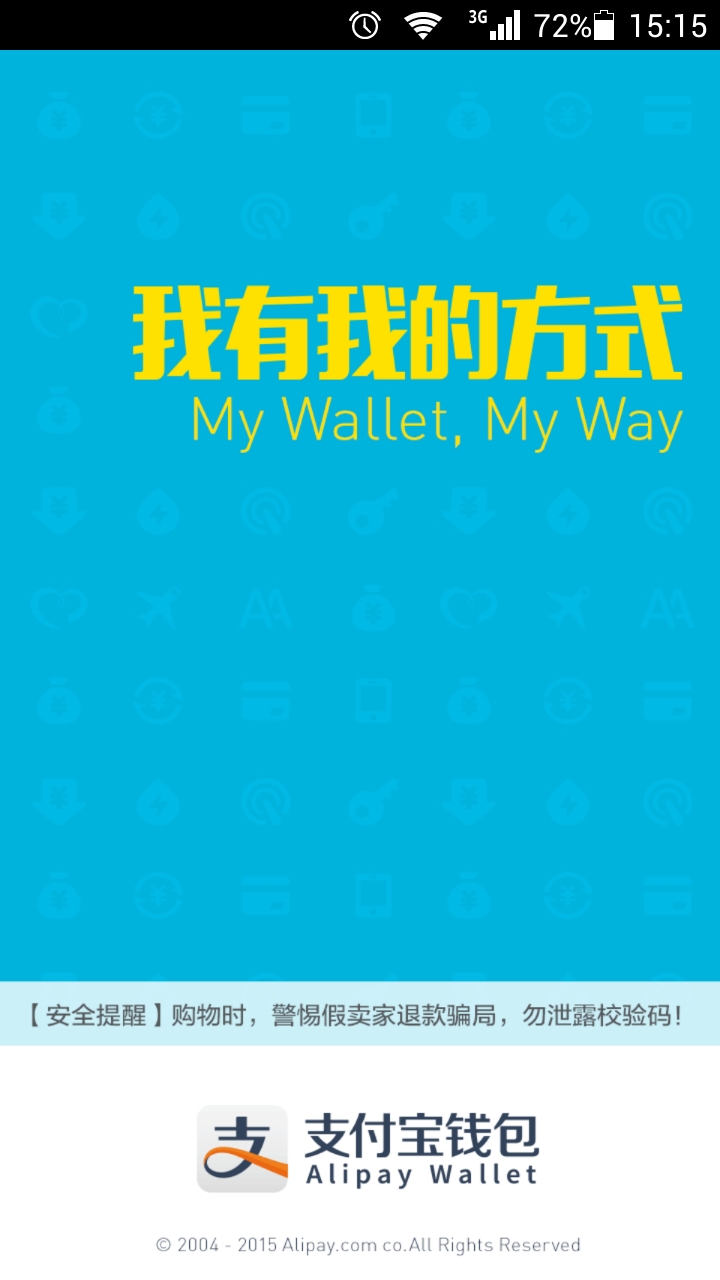 3G 72% 15:15
我有我的方式
My Wallet, My Way
【安全提醒】购物时，警惕假卖家退款骗局，勿泄露校验码！
支付宝钱包
Alipay Wallet
© 2004 - 2015 Alipay.com co.All Rights Reserved